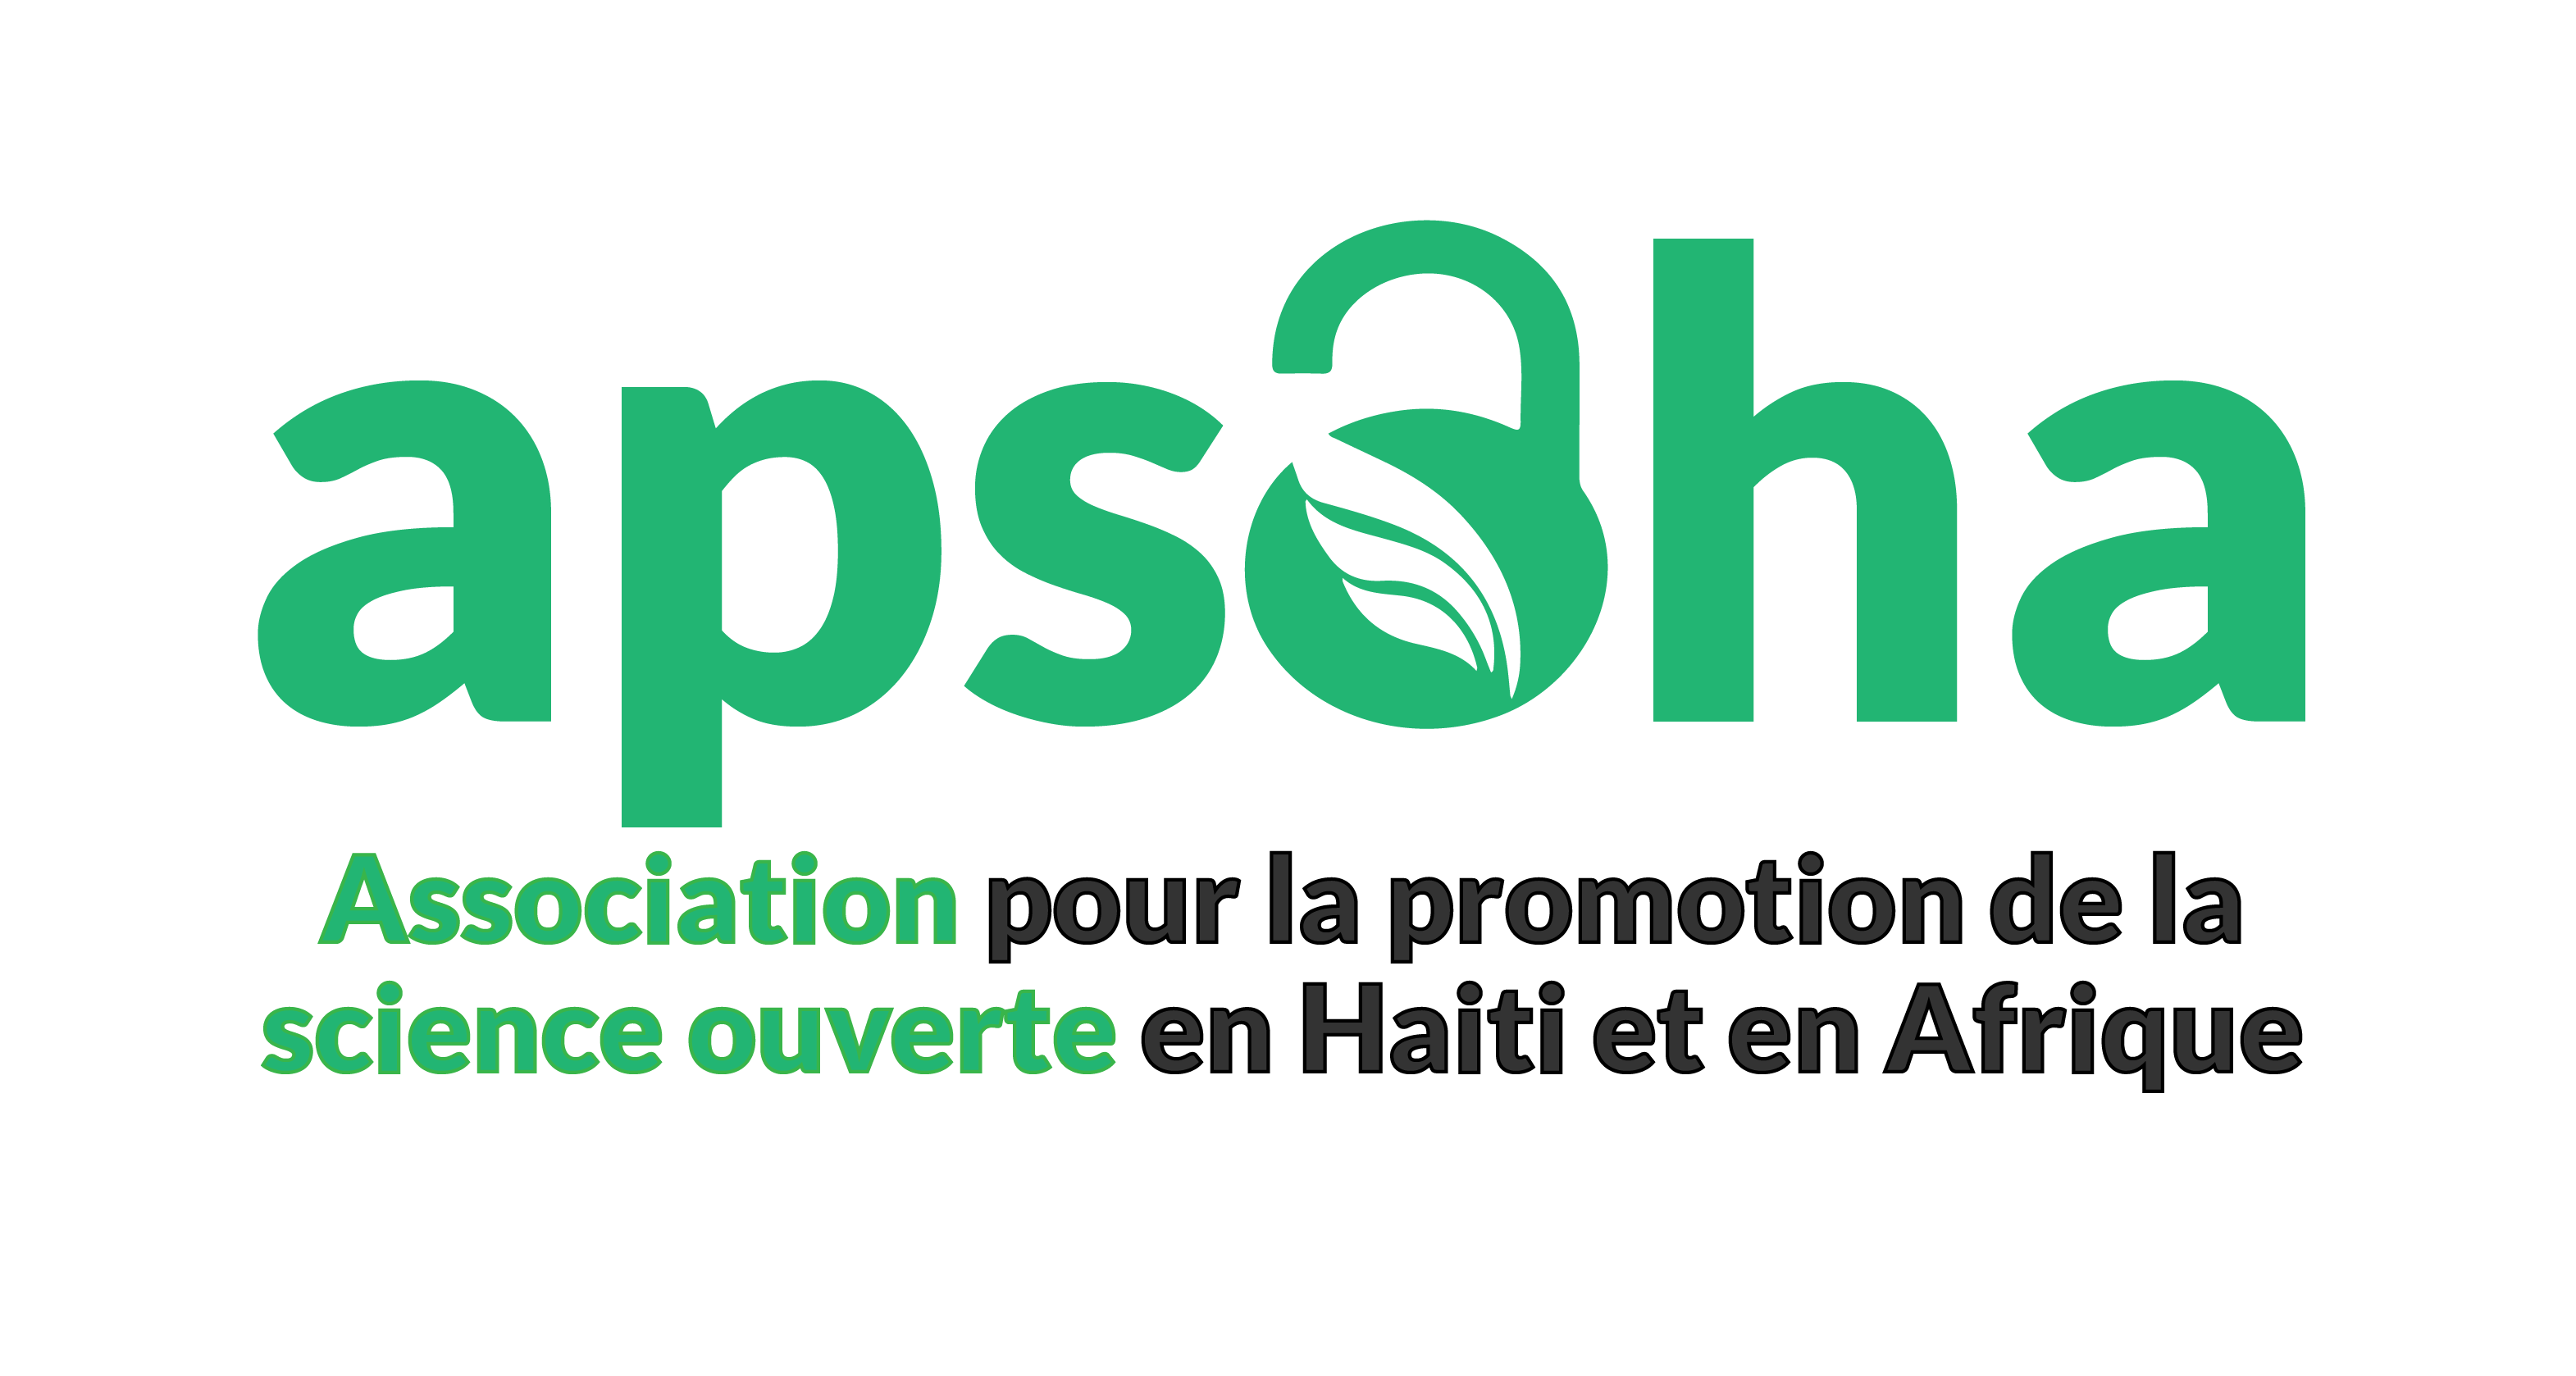 apsoha
Association pour la promotion de la
science ouverte en Haiti et en Afrique